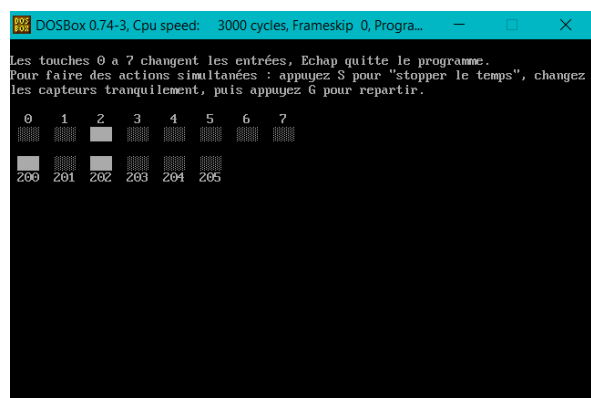 DOS BOX DOSBox 0.74-3, Cpu speed: 3000 cycles, Frameskip 0, Progra...
Les touches 0 a 7 changent les entrées, Echap quitte le programme.
Pour faire des actions simultanées : appuyez S pour "stopper le temps", changez
les capteurs tranquilement, puis appuyez G pour repartir.
0 1 2 3 4 5 6 7
200 201 202 203 204 205